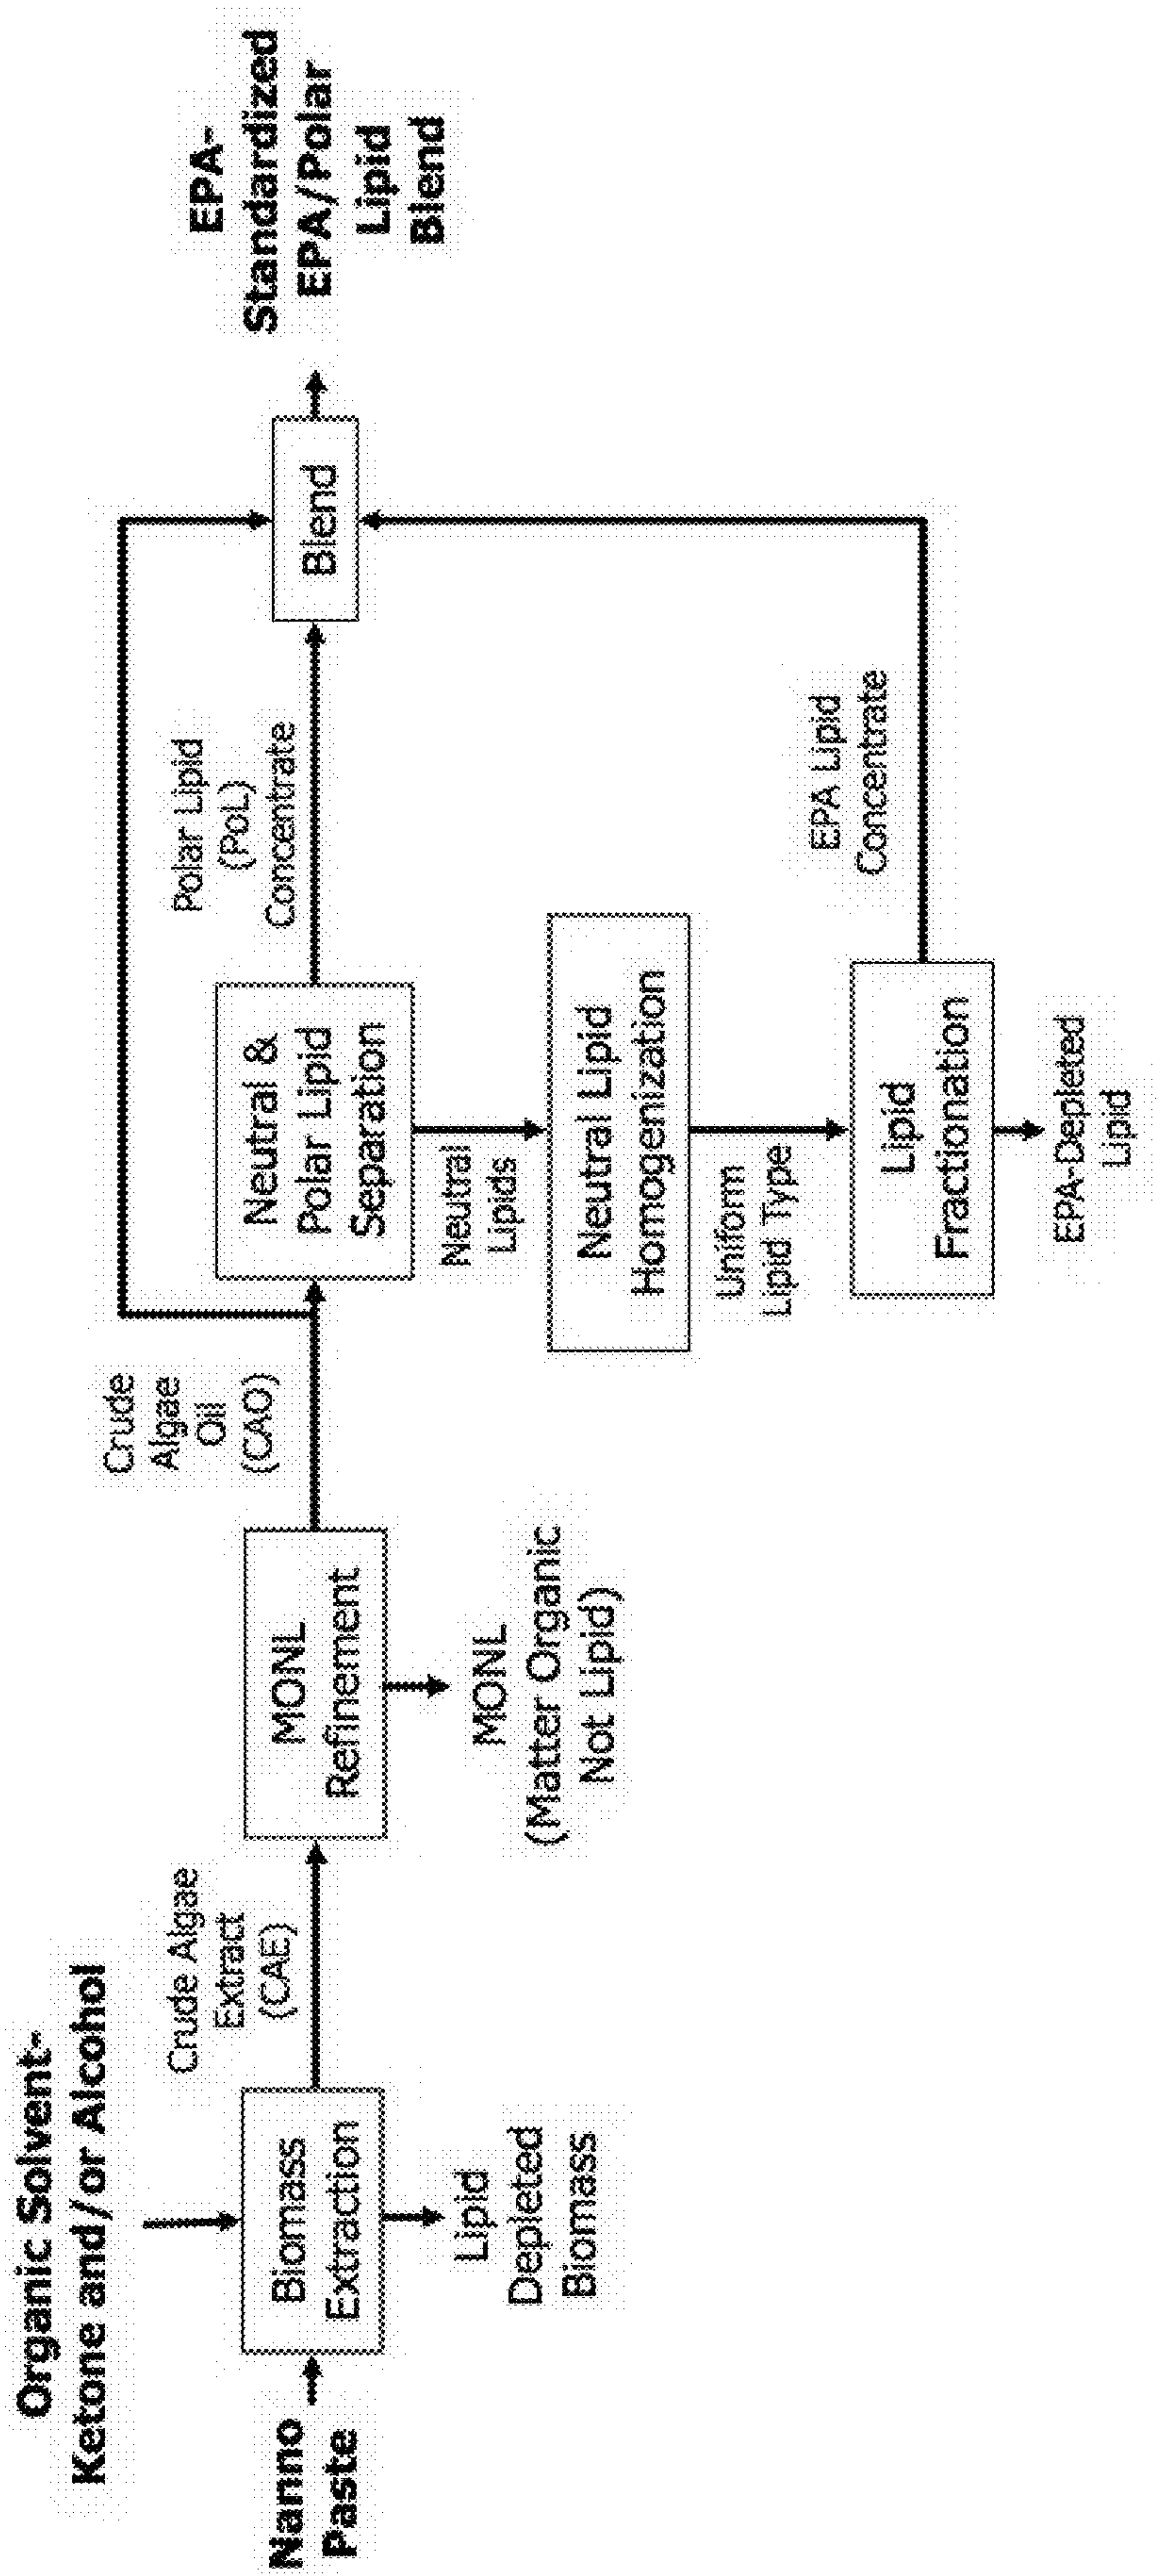 Organic Solvent-
Ketone and/or Alcohol
Nanno
Paste
Biomass
Extraction
Lipid
Depleted
Biomass
Crude Algae
Extract
(CAE)
MONL
Refinement
MONL
(Matter Organic
Not Lipid)
Crude
Algae
Oil
(CAO)
Neutral &
Polar Lipid
Separation
Neutral
Lipids
Neutral Lipid
Homogenization
Uniform
Lipid Type
Lipid
Fractionation
EPA-Depleted
Lipid
Polar Lipid
(PoL)
Concentrate
EPA Lipid
Concentrate
Blend
EPA-
Standardized
EPA/Polar
Lipid
Blend